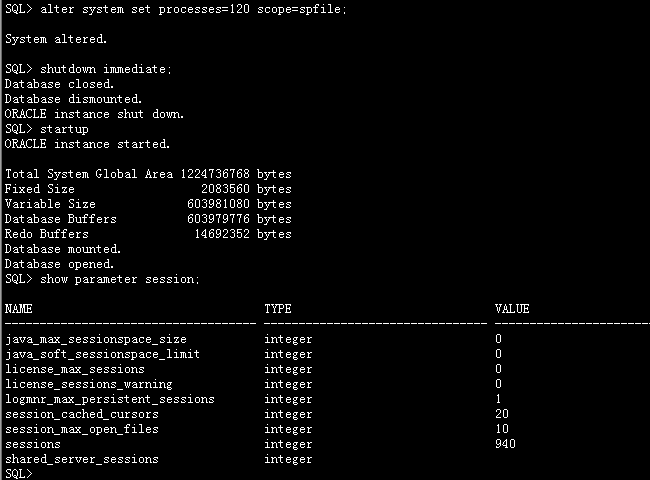 SQL> alter system set processes=120 scope=spfile;
System altered.
SQL> shutdown immediate;
Database closed.
Database dismounted.
ORACLE instance shut down.
SQL> startup
ORACLE instance started.
Total System Global Area 1224736768 bytes
Fixed Size 2083560 bytes
Variable Size 603981080 bytes
Database Buffers 603979776 bytes
Redo Buffers 14692352 bytes
Database mounted.
Database opened.
SQL> show parameter session;
NAME TYPE VALUE
------------------------------------ -------------------------------- ----------------------
java_max_sessionspace_size integer 0
java_soft_sessionspace_limit integer 0
license_max_sessions integer 0
license_sessions_warning integer 0
logmnr_max_persistent_sessions integer 1
session_cached_cursors integer 20
session_max_open_files integer 10
sessions integer 940
shared_server_sessions integer
SQL>